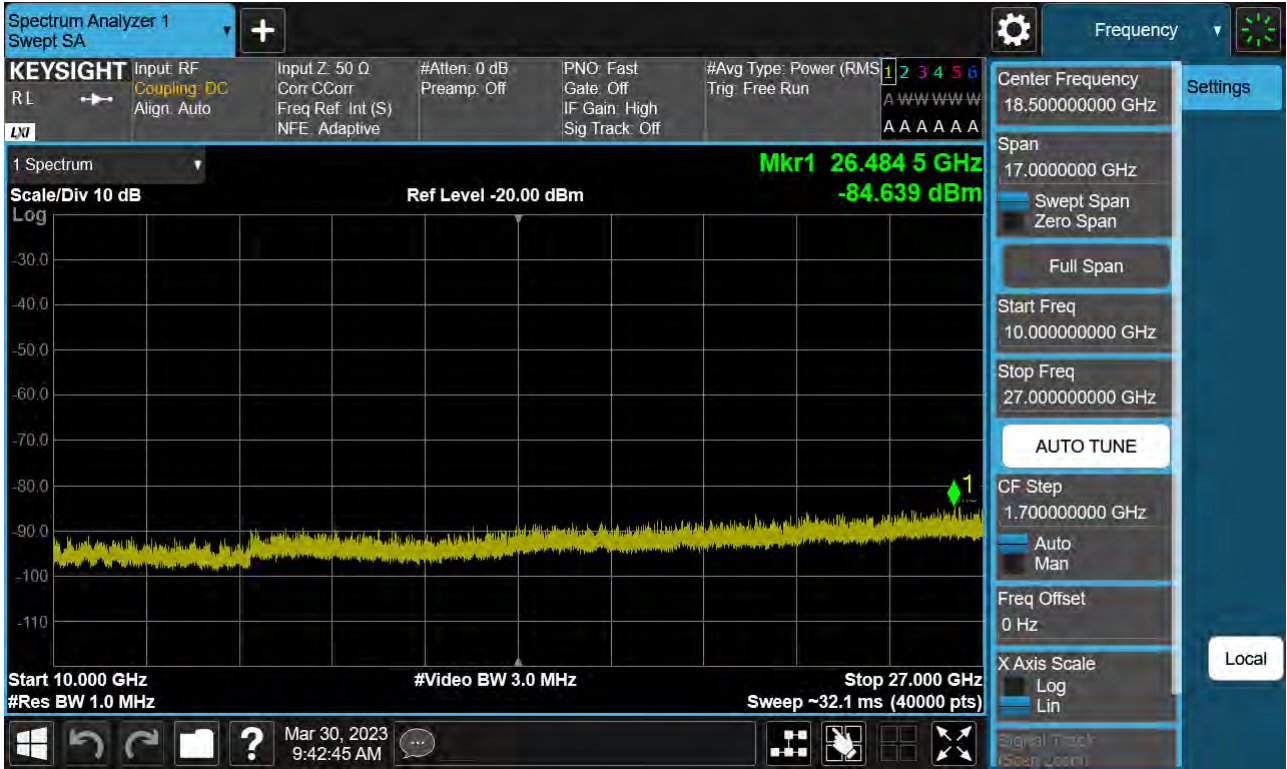 Spectrum Analyzer 1
Swept SA
+
Frequency
KEYSIGHT
RL
LXI
Input: RF
Coupling: DC
Align: Auto
Input Z: 50 Ω
Corr CCorr
Freq Ref: Int (S)
NFE: Adaptive
#Atten: 0 dB
Preamp: Off
PNO: Fast
Gate: Off
IF Gain: High
Sig Track: Off
#Avg Type: Power (RMS
Trig: Free Run
1 2 3 4 5 6
A W W W W W
A A A A A A
1 Spectrum
Mkr1 26.484 5 GHz
-84.639 dBm
Scale/Div 10 dB
Ref Level -20.00 dBm
Log
-30.0
-40.0
-50.0
-60.0
-70.0
-80.0
-90.0
-100
-110
1
Start 10.000 GHz
#Video BW 3.0 MHz
Stop 27.000 GHz
#Res BW 1.0 MHz
Sweep ~32.1 ms (40000 pts)
Center Frequency
18.500000000 GHz
Settings
Span
17.0000000 GHz
Swept Span
Zero Span
Full Span
Start Freq
10.000000000 GHz
Stop Freq
27.000000000 GHz
AUTO TUNE
CF Step
1.700000000 GHz
Auto
Man
Freq Offset
0 Hz
X Axis Scale
Log
Lin
Local
Signal Track
(Span Zoom)
?
Mar 30, 2023
9:42:45 AM